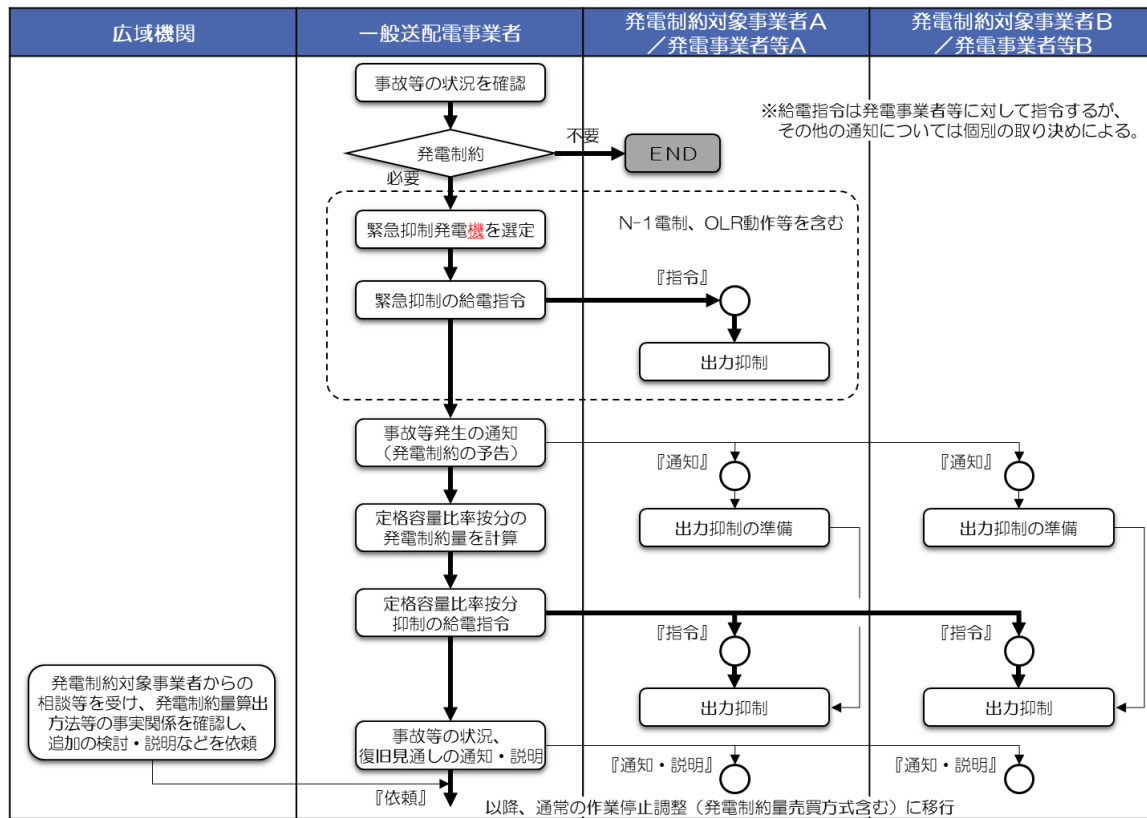 広域機関
一般送配電事業者
発電制約対象事業者A
／発電事業者等A
発電制約対象事業者B
／発電事業者等B
事故等の状況を確認
※給電指令は発電事業者等に対して指令するが、
その他の通知については個別の取り決めによる。
発電制約
不要
END
必要
N-1電制、OLR動作等を含む
緊急抑制発電機を選定
緊急抑制の給電指令
『指令』
出力抑制
事故等発生の通知
（発電制約の予告）
『通知』
『通知』
定格容量比率按分の
発電制約量を計算
出力抑制の準備
出力抑制の準備
定格容量比率按分
抑制の給電指令
『指令』
『指令』
出力抑制
出力抑制
発電制約対象事業者からの
相談等を受け、発電制約量算出
方法等の事実関係を確認し、
追加の検討・説明などを依頼
事故等の状況、
復旧見通しの通知・説明
『通知・説明』
『通知・説明』
『依頼』
以降、通常の作業停止調整（発電制約量売買方式含む）に移行